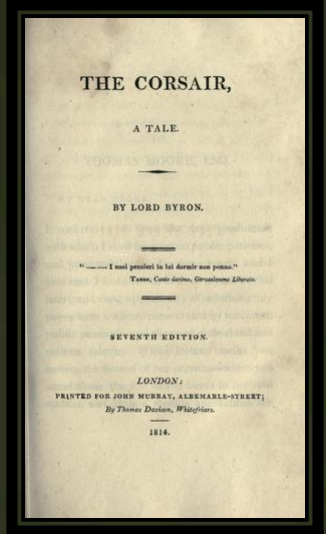 THE CORSAIR,
A TALE.
BY LORD BYRON.
"------ I suoi pensieri in lui dormir non ponno."
TASSO, Canto decimo, Gerusalemme Liberata.
SEVENTH EDITION.
LONDON:
PRINTED FOR JOHN MURRAY, ALBEMARLE-STREET;
By Thomas Davison, Whitefriars.
1814.